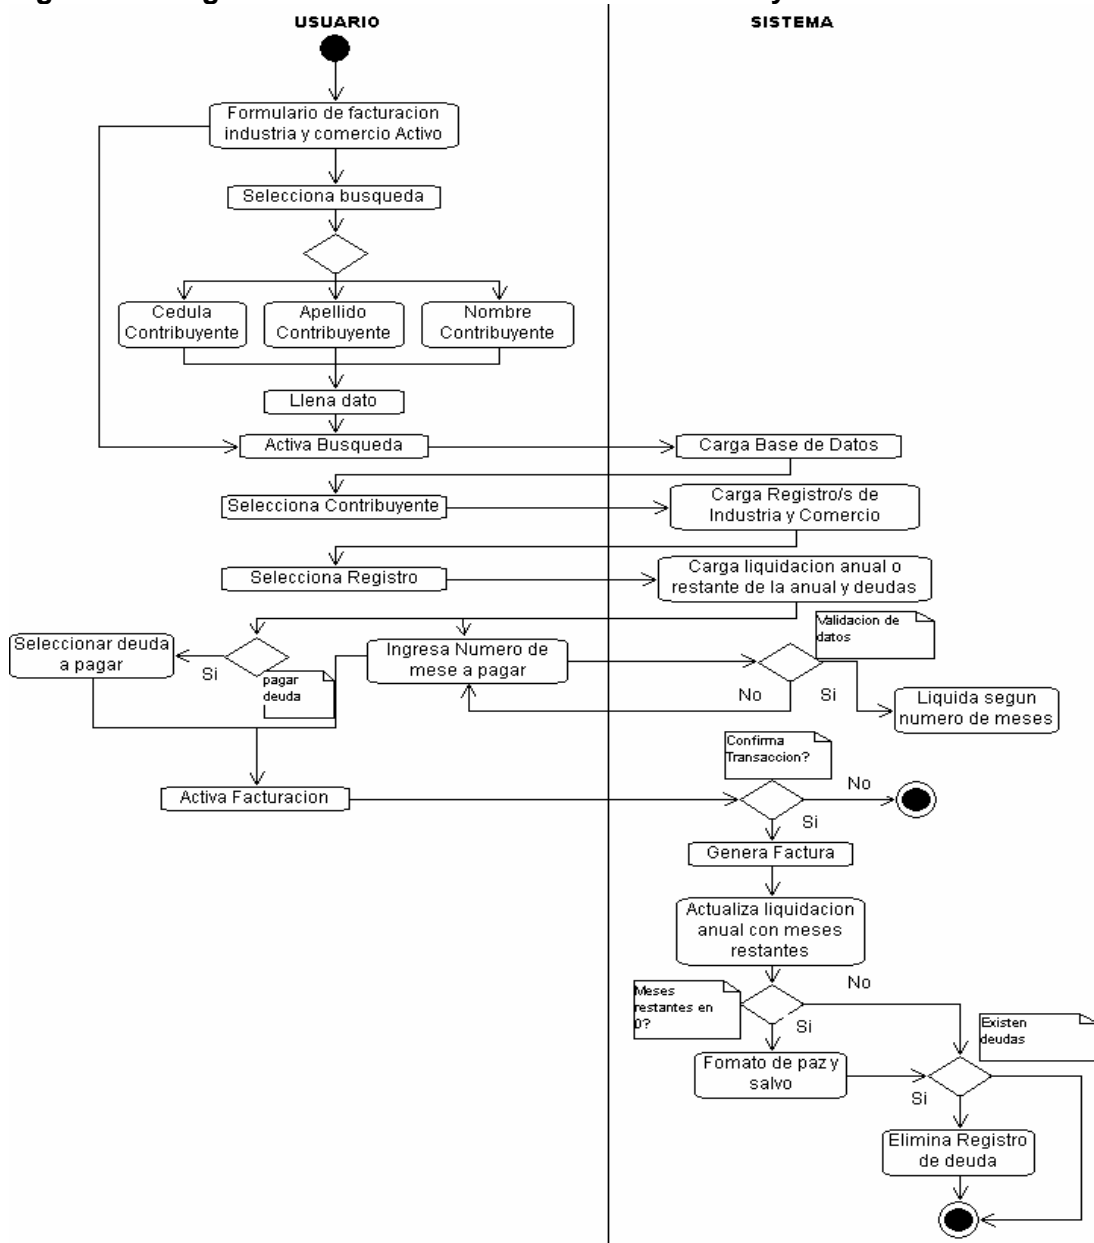 USUARIO
SISTEMA
Formulario de facturacion
industria y comercio Activo
Selecciona busqueda
Cedula
Contribuyente
Apellido
Contribuyente
Nombre
Contribuyente
Llena dato
Activa Busqueda
Carga Base de Datos
Selecciona Contribuyente
Carga Registro/s de
Industria y Comercio
Selecciona Registro
Carga liquidacion anual o
restante de la anual y deudas
Seleccionar deuda
a pagar
Si
pagar
deuda
Ingresa Numero de
mese a pagar
Validacion de
datos
No
Si
Liquida segun
numero de meses
Confirma
Transaccion?
Activa Facturacion
No
Si
Genera Factura
Actualiza liquidacion
anual con meses
restantes
Meses
restantes en
0?
No
Si
Existen
deudas
Fomato de paz y
salvo
Si
Elimina Registro
de deuda